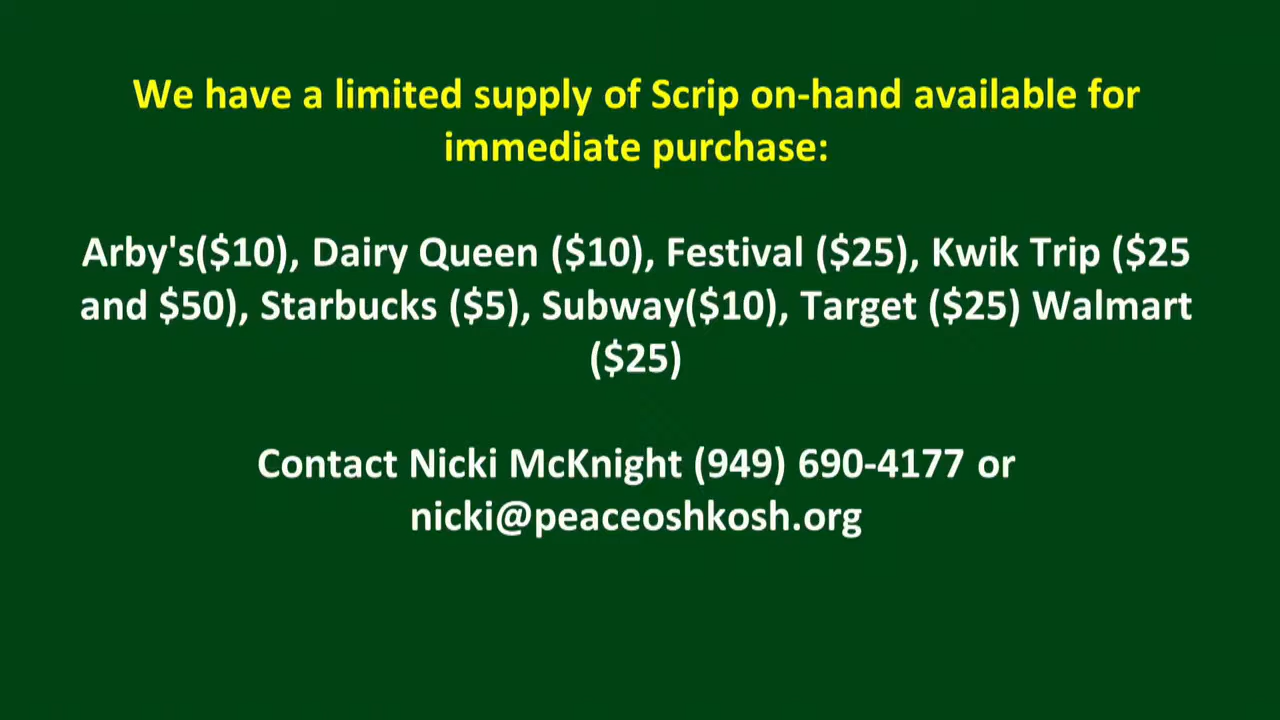 We have a limited supply of Scrip on-hand available for
immediate purchase:
Arby's($10), Dairy Queen ($10), Festival ($25), Kwik Trip ($25
and $50), Starbucks ($5), Subway($10), Target ($25) Walmart
($25)
Contact Nicki McKnight (949) 690-4177 or
nicki@peaceoshkosh.org